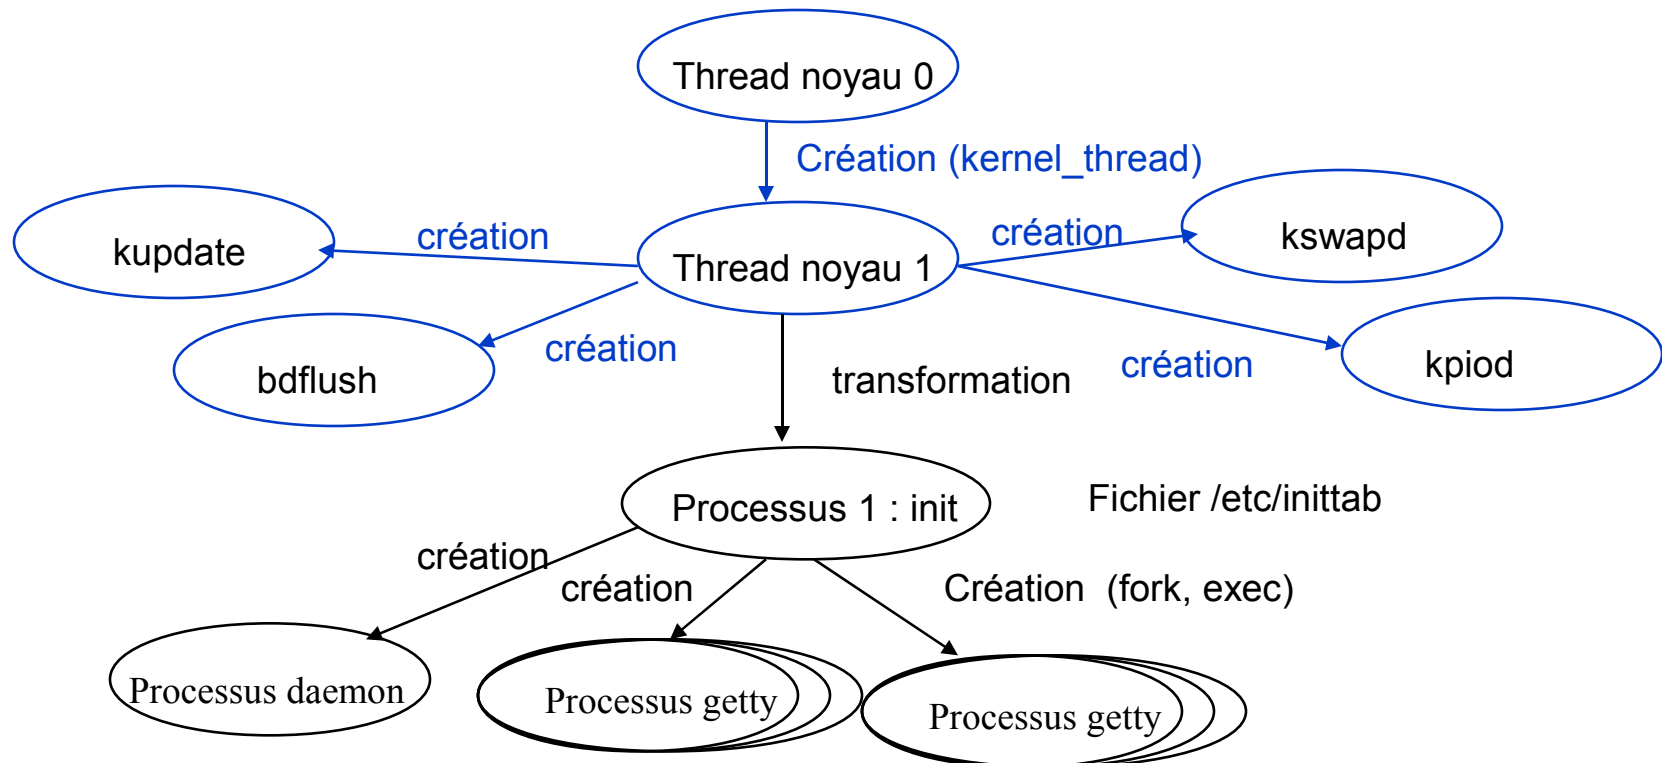 Thread noyau 0
Création (kernel_thread)
kupdate
création
Thread noyau 1
création
kswapd
bdflush
création
transformation
création
kpiod
Processus 1 : init
Fichier /etc/inittab
création
création
Création (fork, exec)
Processus daemon
Processus getty
Processus getty